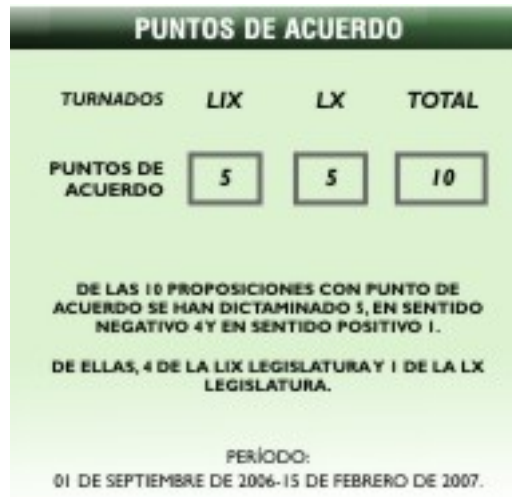 PUNTOS DE ACUERDO
TURNADOS LIX LX TOTAL
PUNTOS DE
ACUERDO 5 5 10
DE LAS 10 PROPOSICIONES CON PUNTO DE
ACUERDO SE HAN DICTAMINADO 5, EN SENTIDO
NEGATIVO 4 Y EN SENTIDO POSITIVO 1.
DE ELLAS, 4 DE LA LIX LEGISLATURA Y 1 DE LA LX
LEGISLATURA.
PERÍODO:
01 DE SEPTIEMBRE DE 2006-15 DE FEBRERO DE 2007.